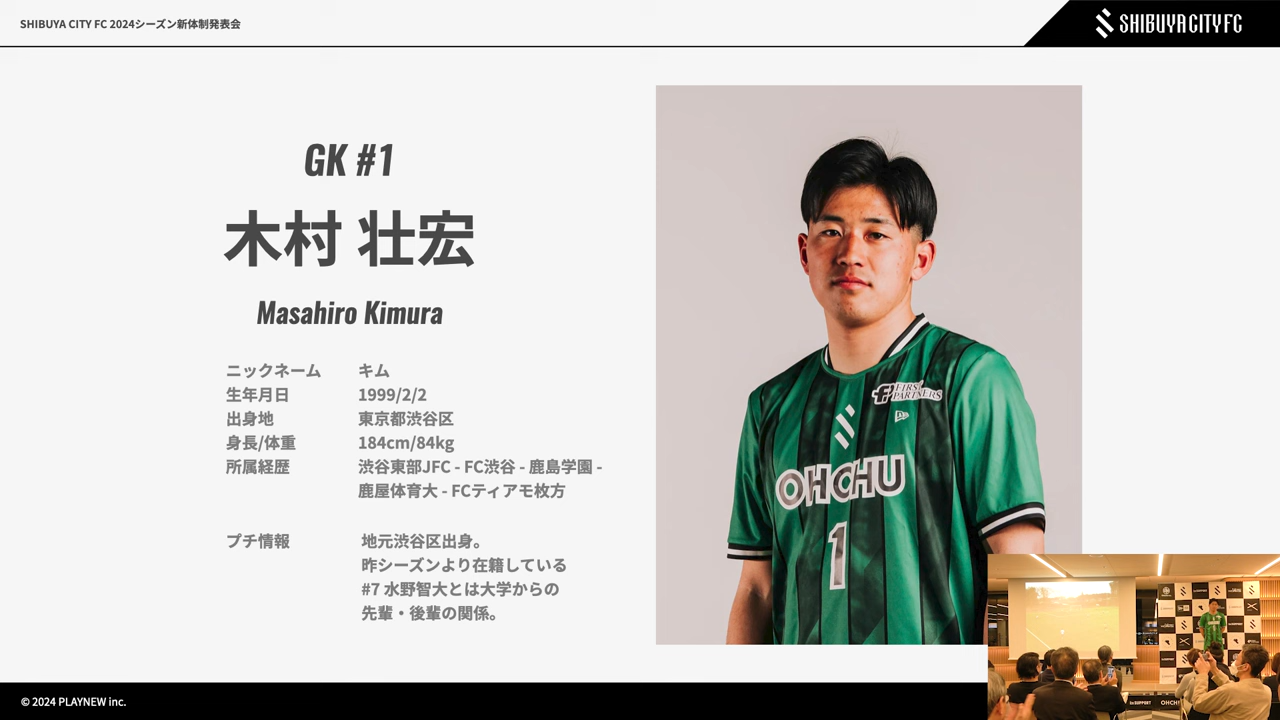 SHIBUYA CITY FC 2024シーズン新体制発表会
SHIBUYA CITY FC
GK #1
木村 壮宏
Masahiro Kimura
ニックネーム キム
生年月日 1999/2/2
出身地 東京都渋谷区
身長/体重 184cm/84kg
所属経歴 渋谷東部JFC - FC渋谷 - 鹿島学園 -
鹿屋体育大 - FCティアモ枚方
プチ情報 地元渋谷区出身。
昨シーズンより在籍している
#7 水野智大とは大学からの
先輩・後輩の関係。
FIRST
PARTNERS
OHCHU
1
© 2024 PLAYNEW inc.